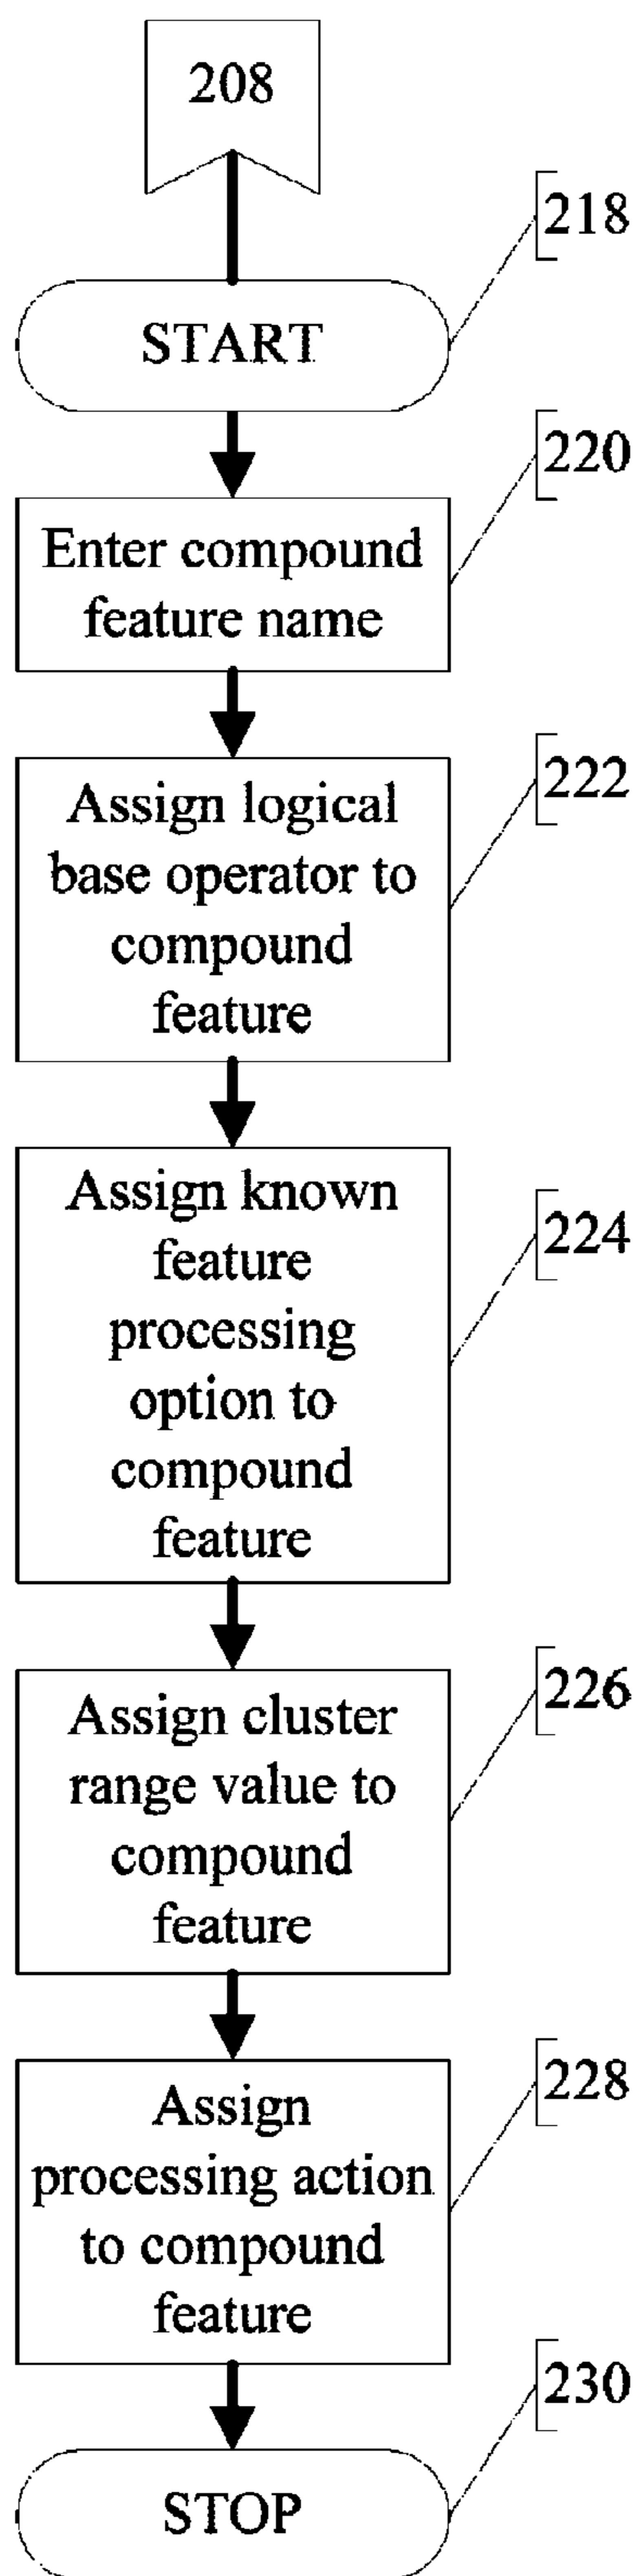 208
218
START
220
Enter compound
feature name
222
Assign logical
base operator to
compound
feature
224
Assign known
feature
processing
option to
compound
feature
226
Assign cluster
range value to
compound
feature
228
Assign
processing action
to compound
feature
230
STOP